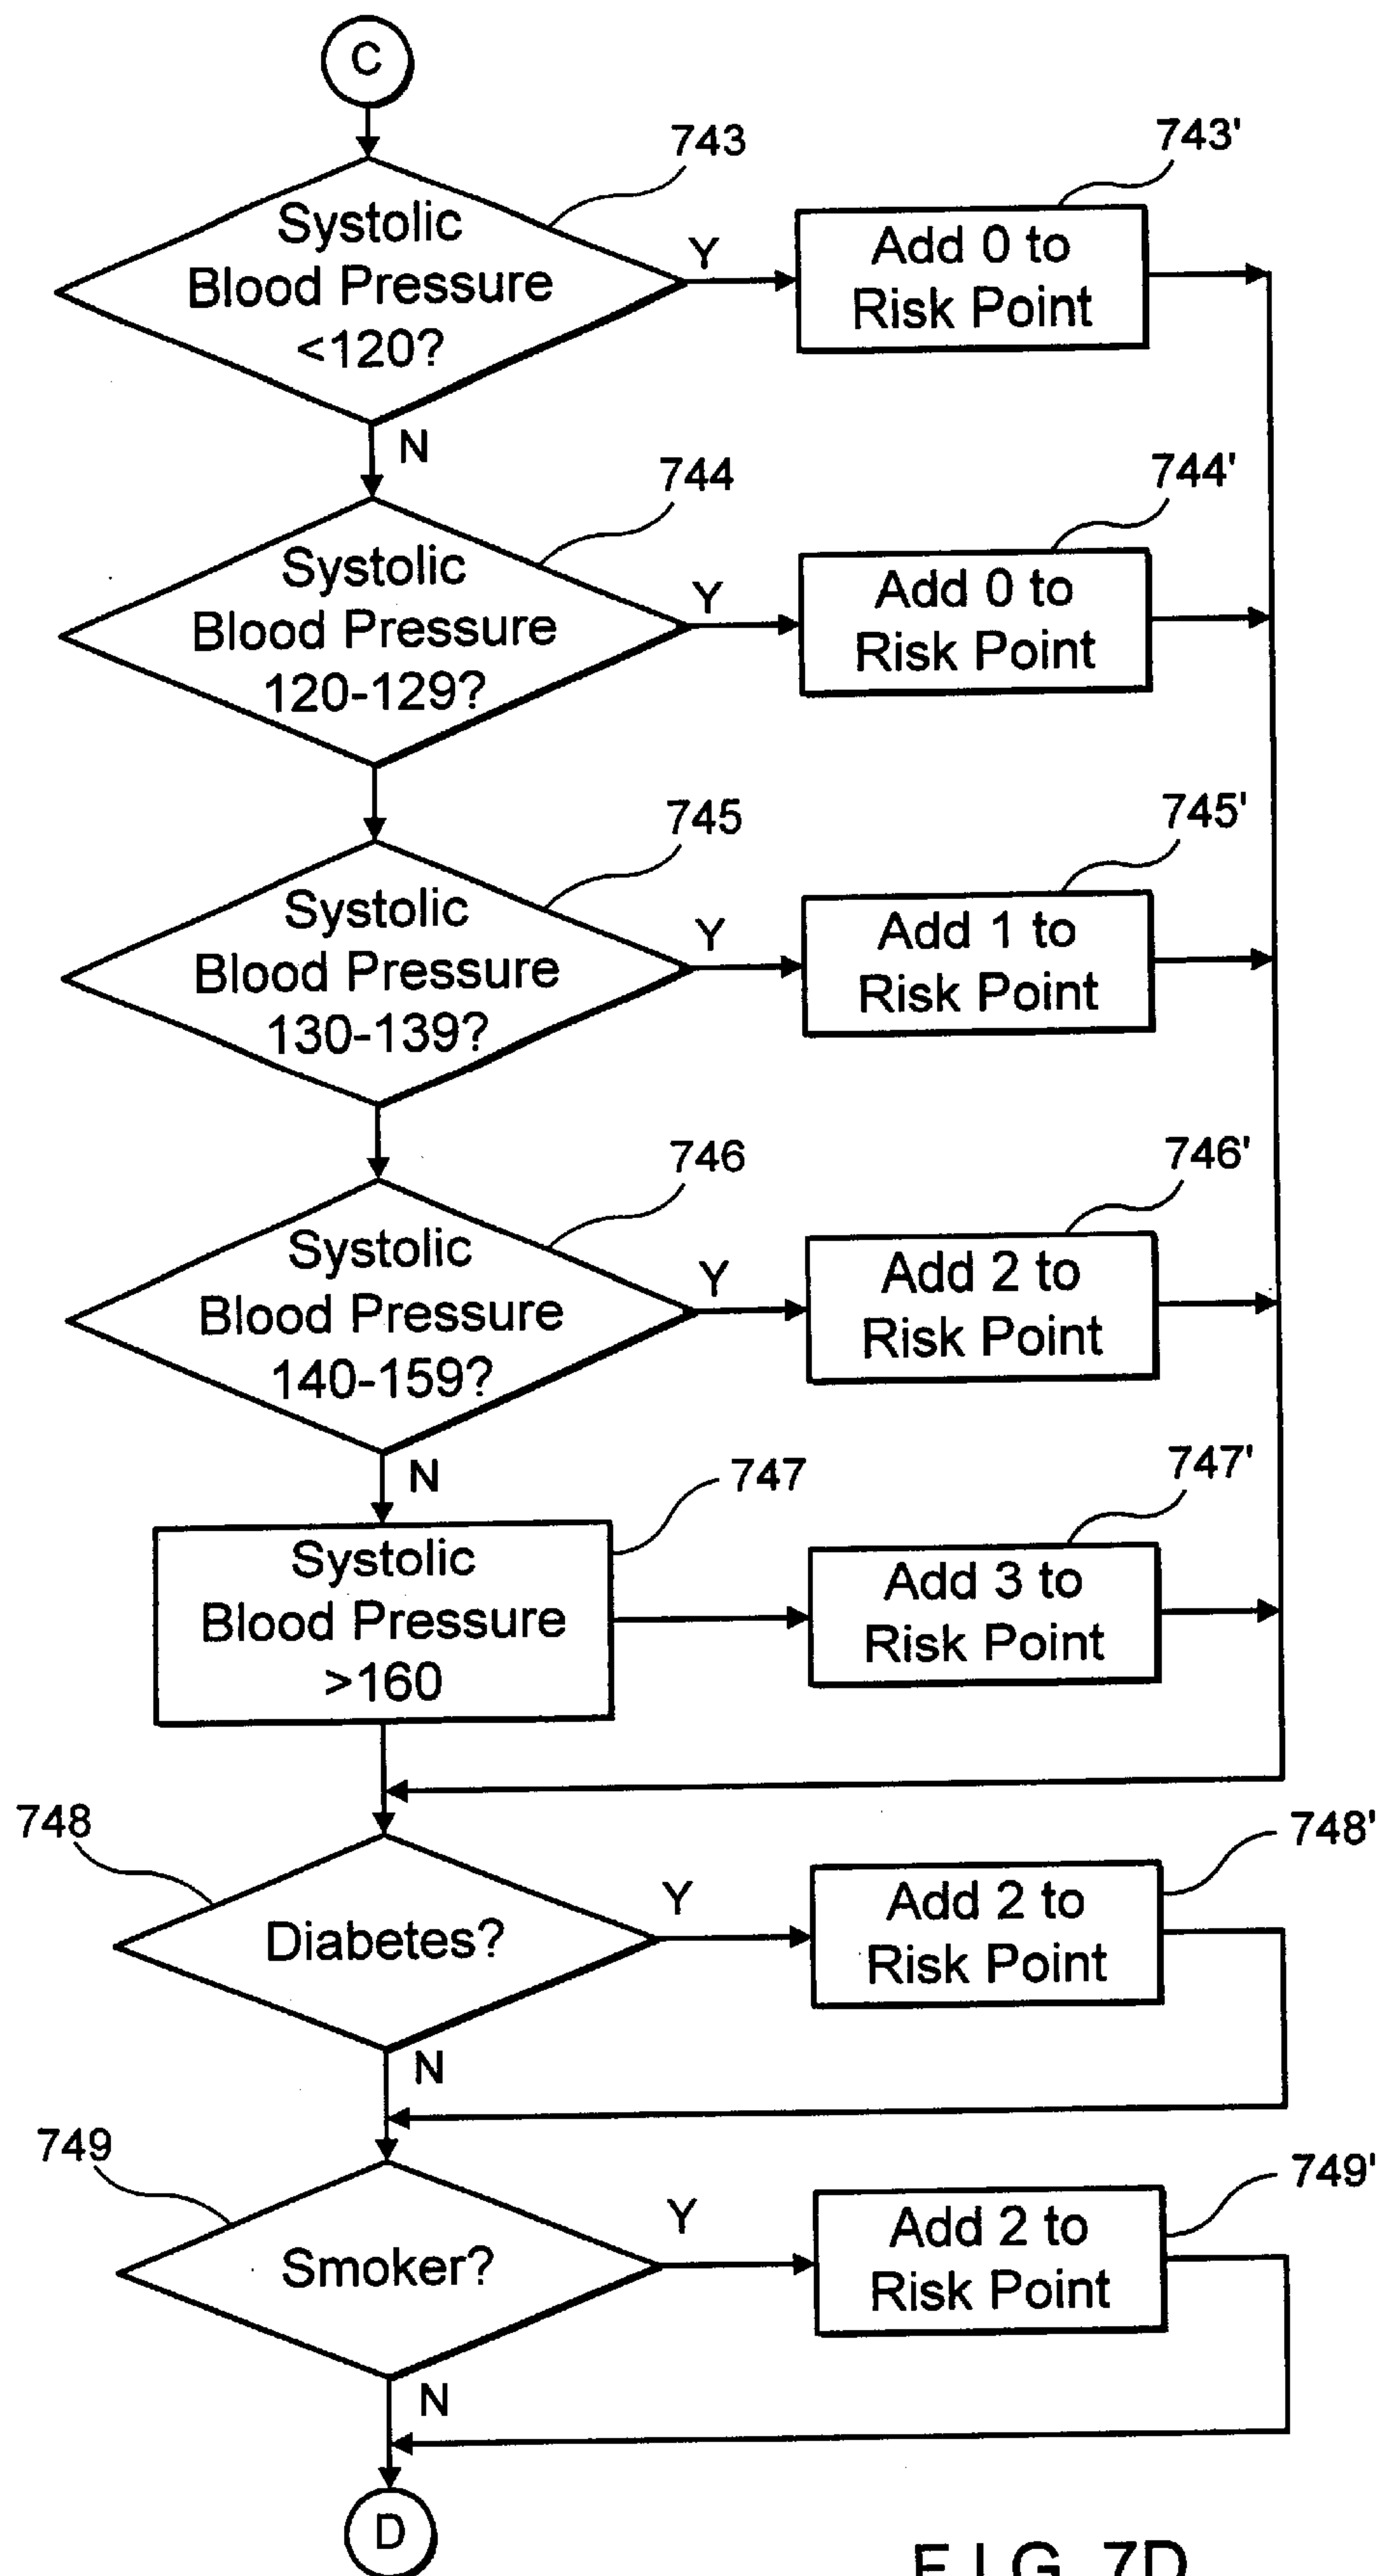 C
743
743'
Systolic
Blood Pressure
<120?
Y
Add 0 to
Risk Point
N
744
744'
Systolic
Blood Pressure
120-129?
Y
Add 0 to
Risk Point
745
745'
Systolic
Blood Pressure
130-139?
Y
Add 1 to
Risk Point
746
746'
Systolic
Blood Pressure
140-159?
Y
Add 2 to
Risk Point
N
747
747'
Systolic
Blood Pressure
>160
Add 3 to
Risk Point
748
748'
Diabetes?
Y
Add 2 to
Risk Point
N
749
749'
Smoker?
Y
Add 2 to
Risk Point
N
D
FIG. 7D